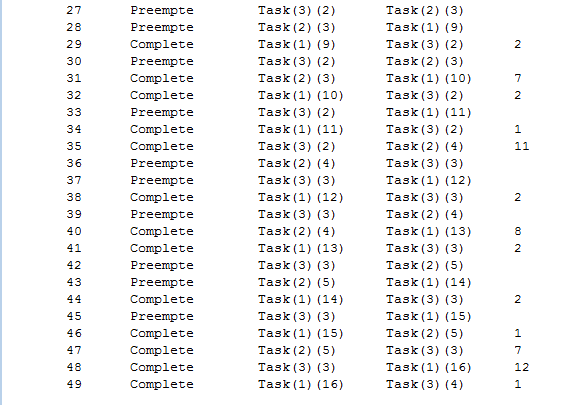 27 Preempte Task(3)(2) Task(2)(3)
28 Preempte Task(2)(3) Task(1)(9)
29 Complete Task(1)(9) Task(3)(2) 2
30 Preempte Task(3)(2) Task(2)(3)
31 Complete Task(2)(3) Task(1)(10) 7
32 Complete Task(1)(10) Task(3)(2) 2
33 Preempte Task(3)(2) Task(1)(11)
34 Complete Task(1)(11) Task(3)(2) 1
35 Complete Task(3)(2) Task(2)(4) 11
36 Preempte Task(2)(4) Task(3)(3)
37 Preempte Task(3)(3) Task(1)(12)
38 Complete Task(1)(12) Task(3)(3) 2
39 Preempte Task(3)(3) Task(2)(4)
40 Complete Task(2)(4) Task(1)(13) 8
41 Complete Task(1)(13) Task(3)(3) 2
42 Preempte Task(3)(3) Task(2)(5)
43 Preempte Task(2)(5) Task(1)(14)
44 Complete Task(1)(14) Task(3)(3) 2
45 Preempte Task(3)(3) Task(1)(15)
46 Complete Task(1)(15) Task(2)(5) 1
47 Complete Task(2)(5) Task(3)(3) 7
48 Complete Task(3)(3) Task(1)(16) 12
49 Complete Task(1)(16) Task(3)(4) 1